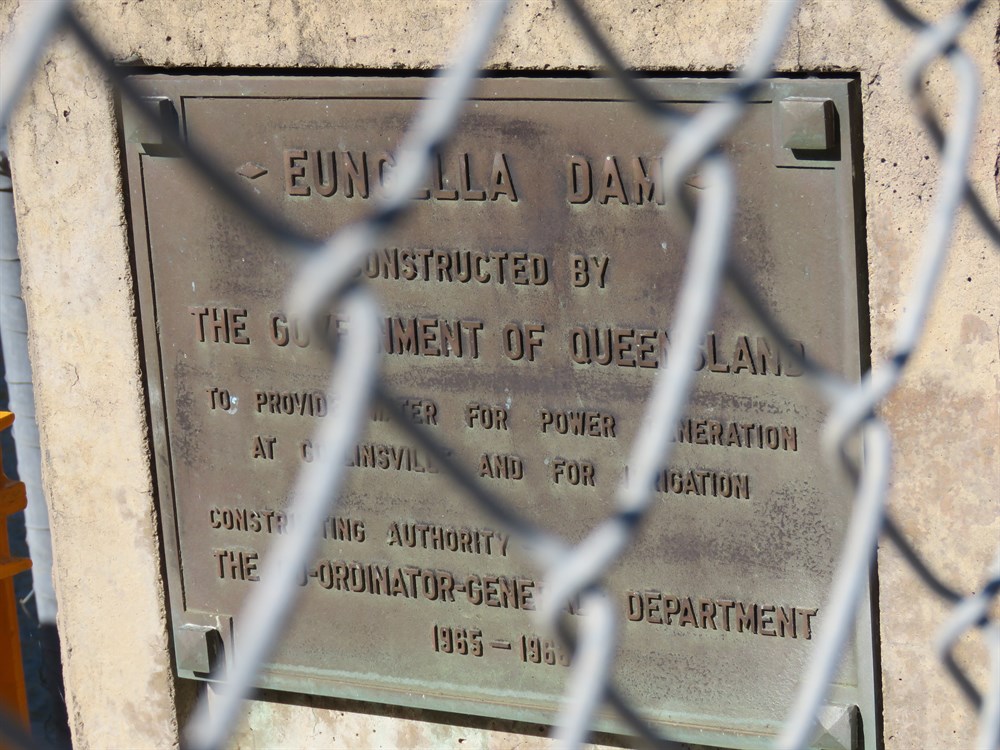 EUNGELLA DAM
CONSTRUCTED BY
THE GOVERNMENT OF QUEENSLAND
TO PROVIDE WATER FOR POWER GENERATION
AT COLLINSVILLE AND FOR IRRIGATION
CONSTRUCTING AUTHORITY
THE CO-ORDINATOR-GENERAL'S DEPARTMENT
1965 –